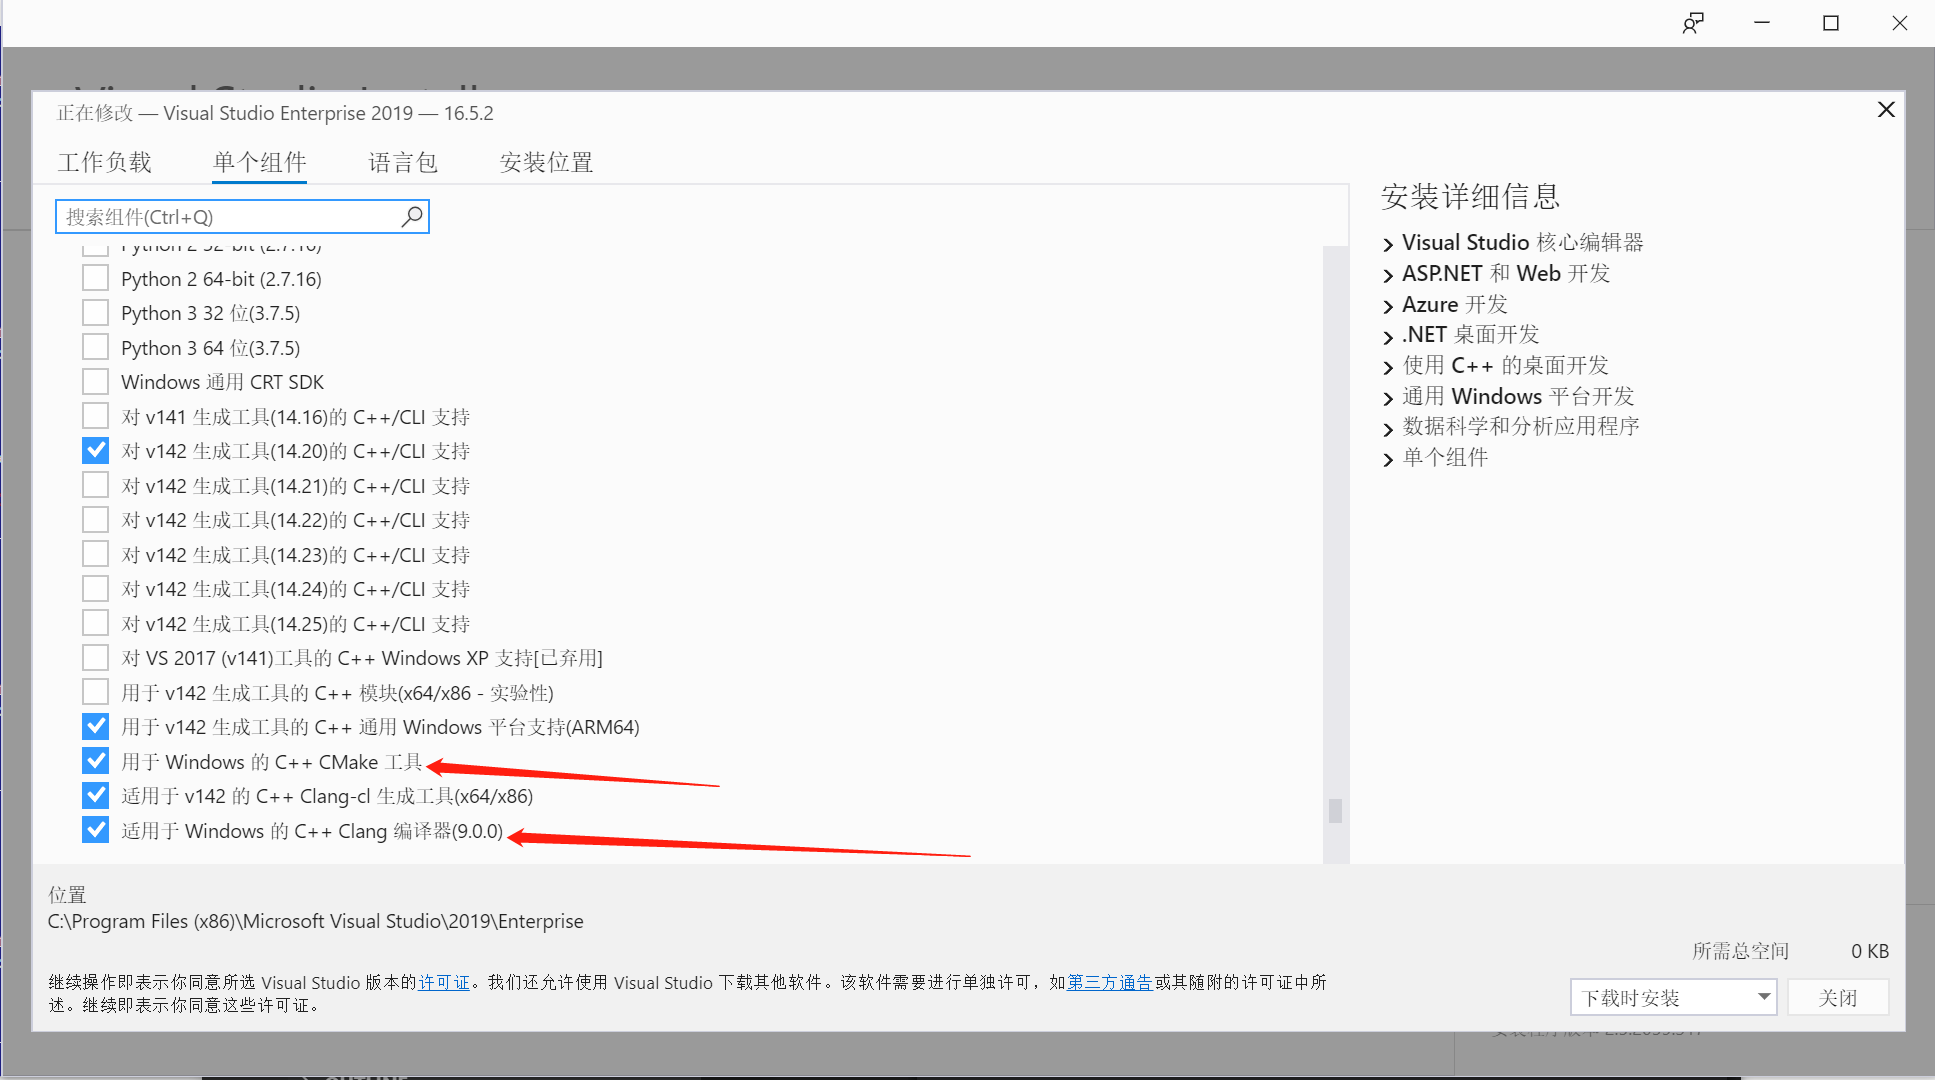 正在修改 — Visual Studio Enterprise 2019 — 16.5.2
工作负载 单个组件 语言包 安装位置
搜索组件(Ctrl+Q)
Python 2 32-bit (2.7.16)
Python 2 64-bit (2.7.16)
Python 3 32 位(3.7.5)
Python 3 64 位(3.7.5)
Windows 通用 CRT SDK
对 v141 生成工具(14.16)的 C++/CLI 支持
对 v142 生成工具(14.20)的 C++/CLI 支持
对 v142 生成工具(14.21)的 C++/CLI 支持
对 v142 生成工具(14.22)的 C++/CLI 支持
对 v142 生成工具(14.23)的 C++/CLI 支持
对 v142 生成工具(14.24)的 C++/CLI 支持
对 v142 生成工具(14.25)的 C++/CLI 支持
对 VS 2017 (v141)工具的 C++ Windows XP 支持[已弃用]
用于 v142 生成工具的 C++ 模块(x64/x86 - 实验性)
用于 v142 生成工具的 C++ 通用 Windows 平台支持(ARM64)
用于 Windows 的 C++ CMake 工具
适用于 v142 的 C++ Clang-cl 生成工具(x64/x86)
适用于 Windows 的 C++ Clang 编译器(9.0.0)
安装详细信息
Visual Studio 核心编辑器
ASP.NET 和 Web 开发
Azure 开发
.NET 桌面开发
使用 C++ 的桌面开发
通用 Windows 平台开发
数据科学和分析应用程序
单个组件
位置
C:\Program Files (x86)\Microsoft Visual Studio\2019\Enterprise
所需总空间 0 KB
继续操作即表示你同意所选 Visual Studio 版本的许可证。我们还允许使用 Visual Studio 下载其他软件。该软件需要进行单独许可，如第三方通告或其随附的许可证中所
述。继续即表示你同意这些许可证。
下载时安装 关闭